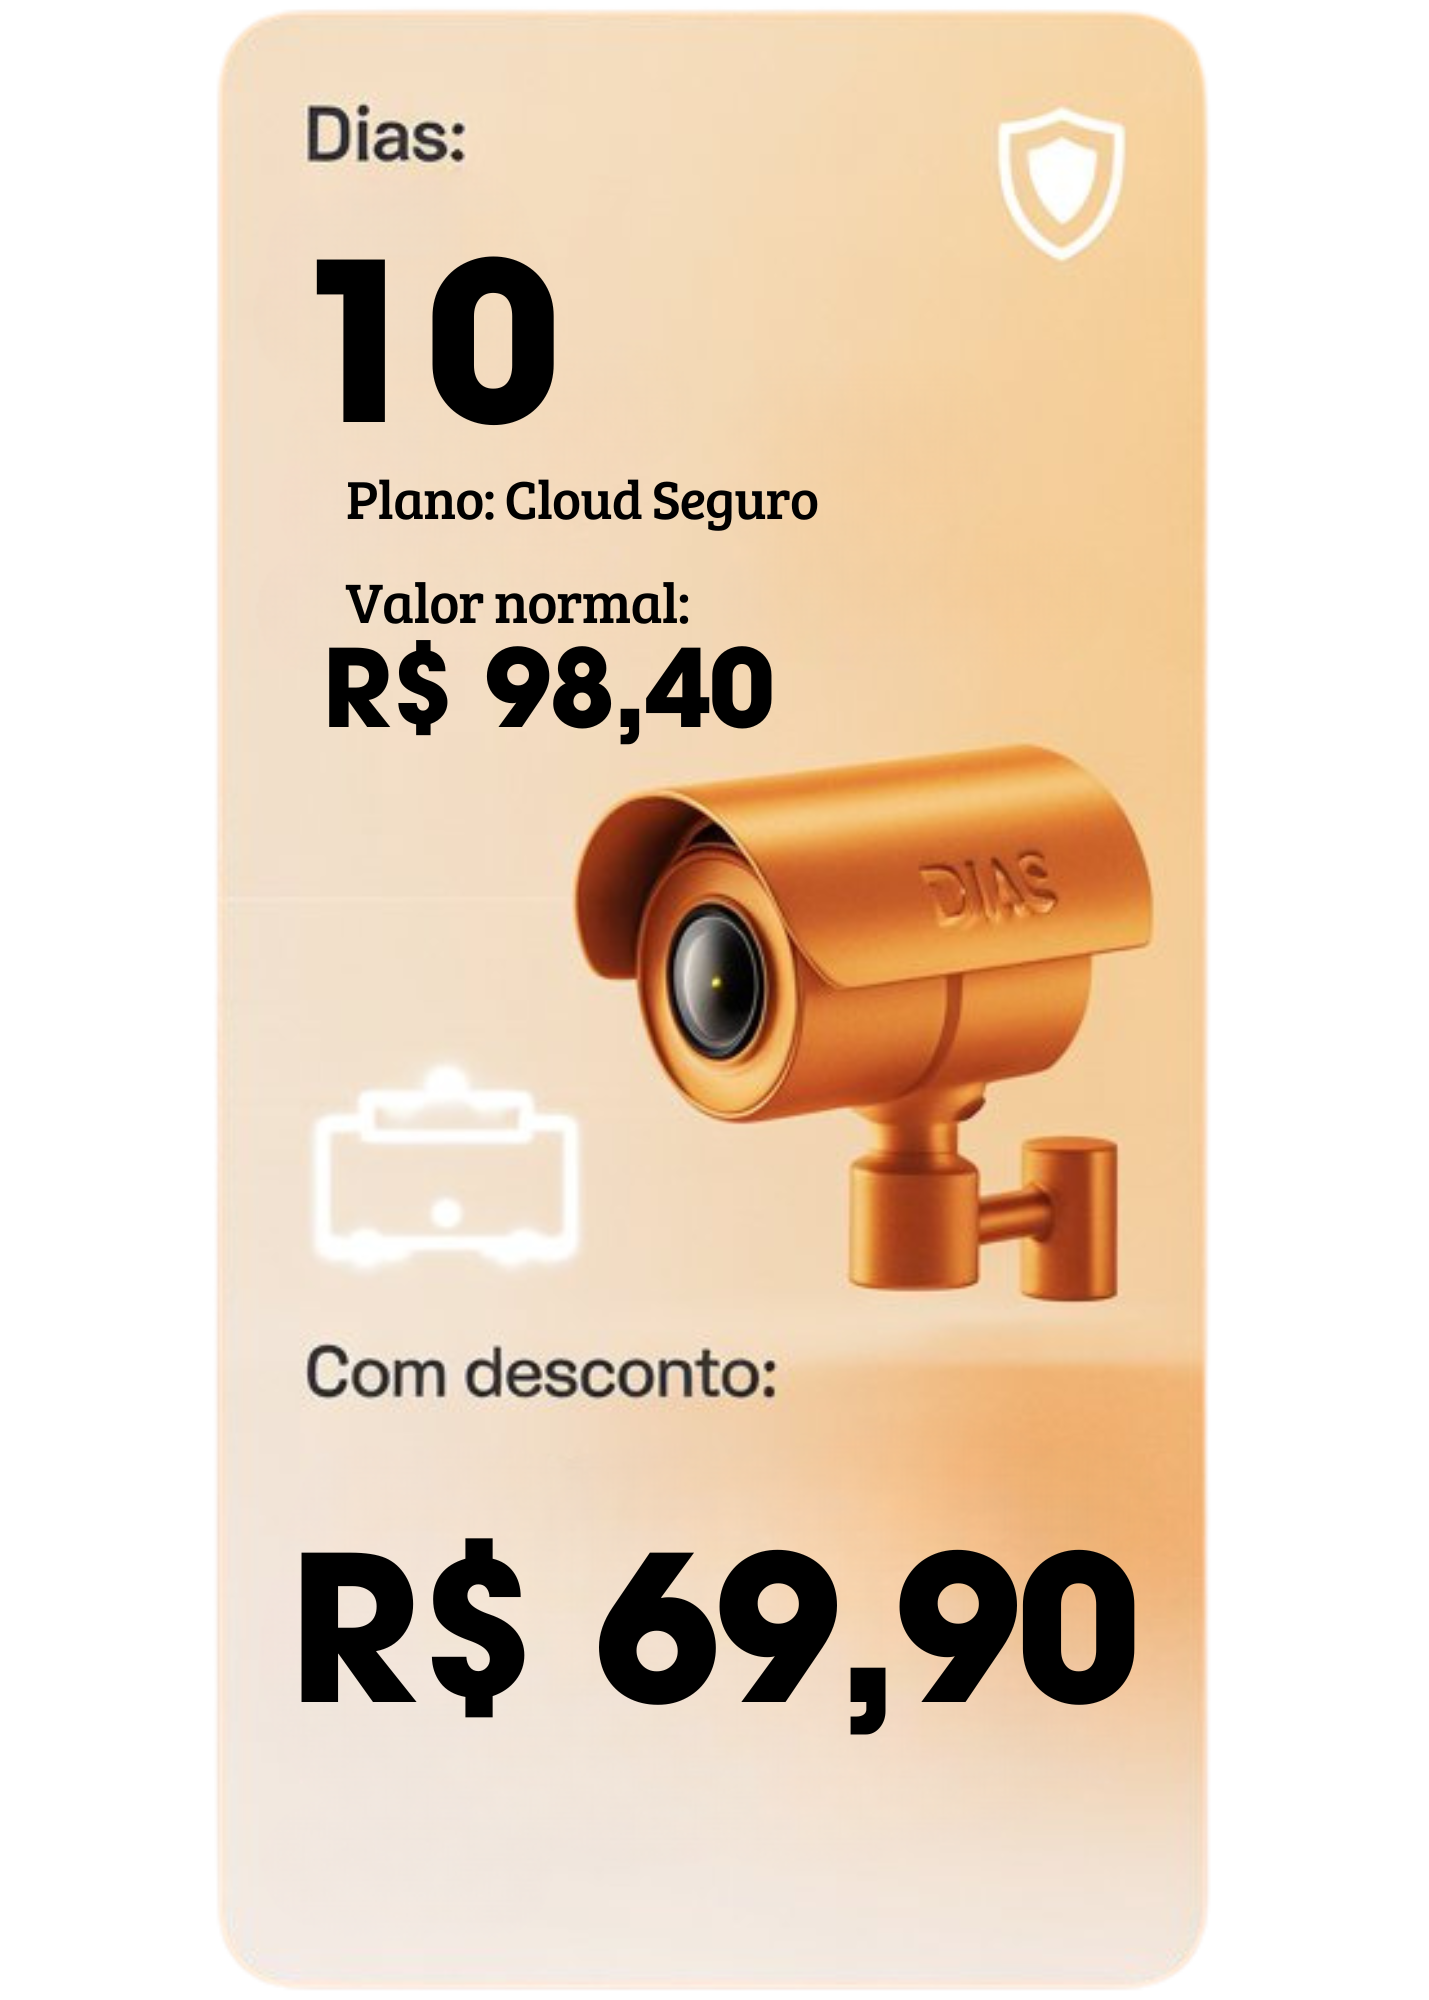 Dias:
10
Plano: Cloud Seguro
Valor normal:
R$ 98,40
DIAS
Com desconto:
R$ 69,90